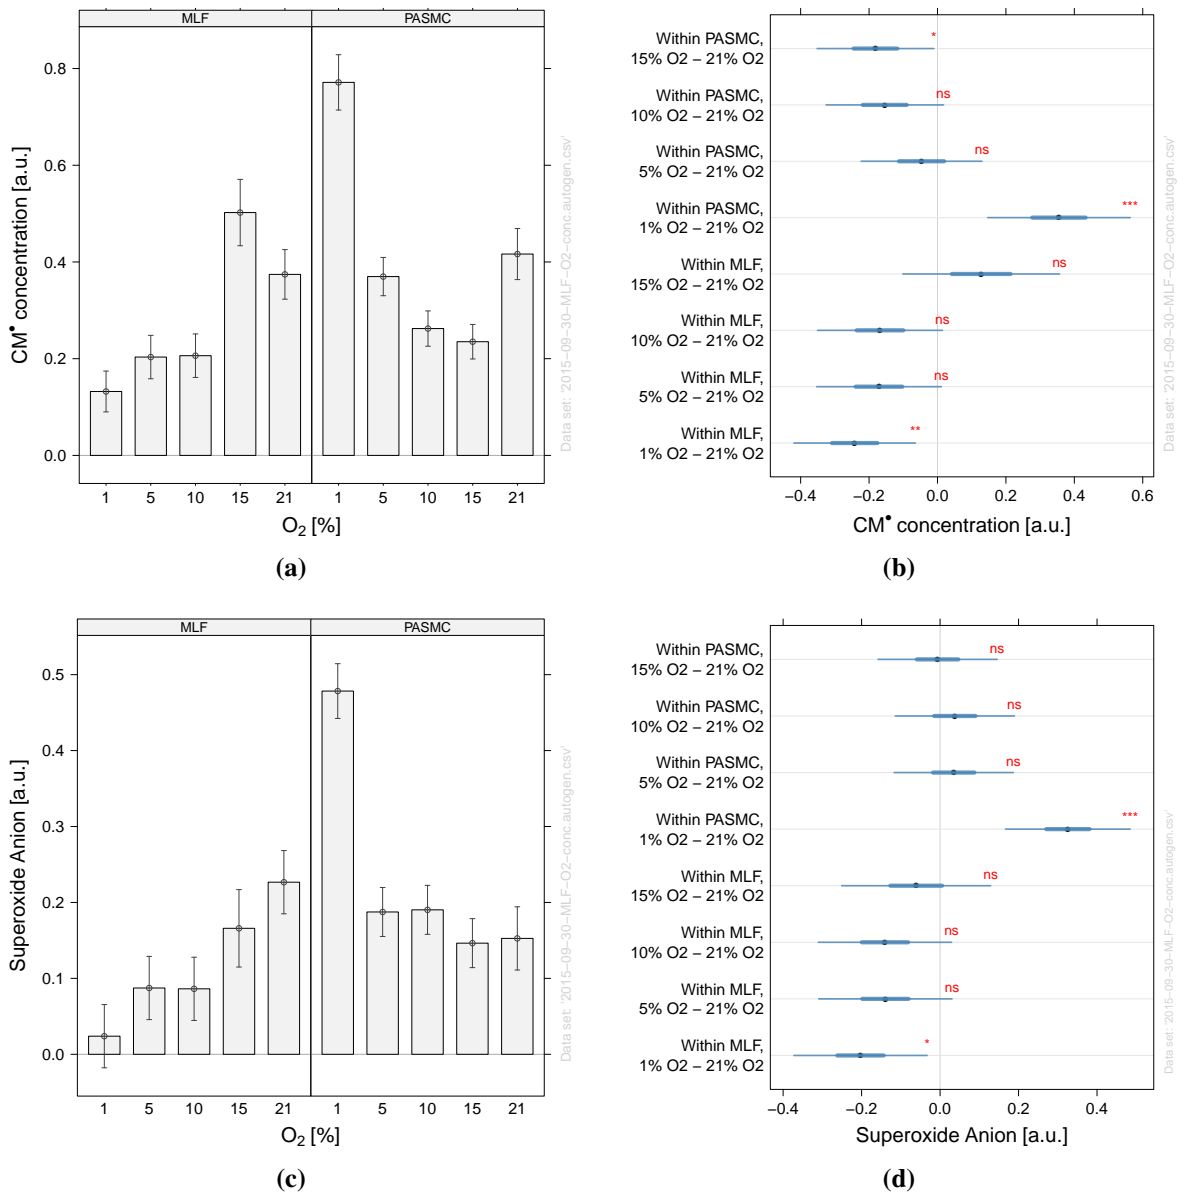 MLF
PASMC
CM• concentration [a.u.]
0.8
0.6
0.4
0.2
0.0
1 5 10 15 21 1 5 10 15 21
O2 [%]
Data set: '2015−09−30−MLF−O2−conc.autogen.csv'
(a)
Within PASMC,
15% O2 − 21% O2
*
Within PASMC,
10% O2 − 21% O2
ns
Within PASMC,
5% O2 − 21% O2
ns
Within PASMC,
1% O2 − 21% O2
***
Within MLF,
15% O2 − 21% O2
ns
Within MLF,
10% O2 − 21% O2
ns
Within MLF,
5% O2 − 21% O2
ns
Within MLF,
1% O2 − 21% O2
**
−0.4 −0.2 0.0 0.2 0.4 0.6
CM• concentration [a.u.]
Data set: '2015−09−30−MLF−O2−conc.autogen.csv'
(b)
MLF
PASMC
Superoxide Anion [a.u.]
0.5
0.4
0.3
0.2
0.1
0.0
1 5 10 15 21 1 5 10 15 21
O2 [%]
Data set: '2015−09−30−MLF−O2−conc.autogen.csv'
(c)
Within PASMC,
15% O2 − 21% O2
ns
Within PASMC,
10% O2 − 21% O2
ns
Within PASMC,
5% O2 − 21% O2
ns
Within PASMC,
1% O2 − 21% O2
***
Within MLF,
15% O2 − 21% O2
ns
Within MLF,
10% O2 − 21% O2
ns
Within MLF,
5% O2 − 21% O2
ns
Within MLF,
1% O2 − 21% O2
*
−0.4 −0.2 0.0 0.2 0.4
Superoxide Anion [a.u.]
Data set: '2015−09−30−MLF−O2−conc.autogen.csv'
(d)